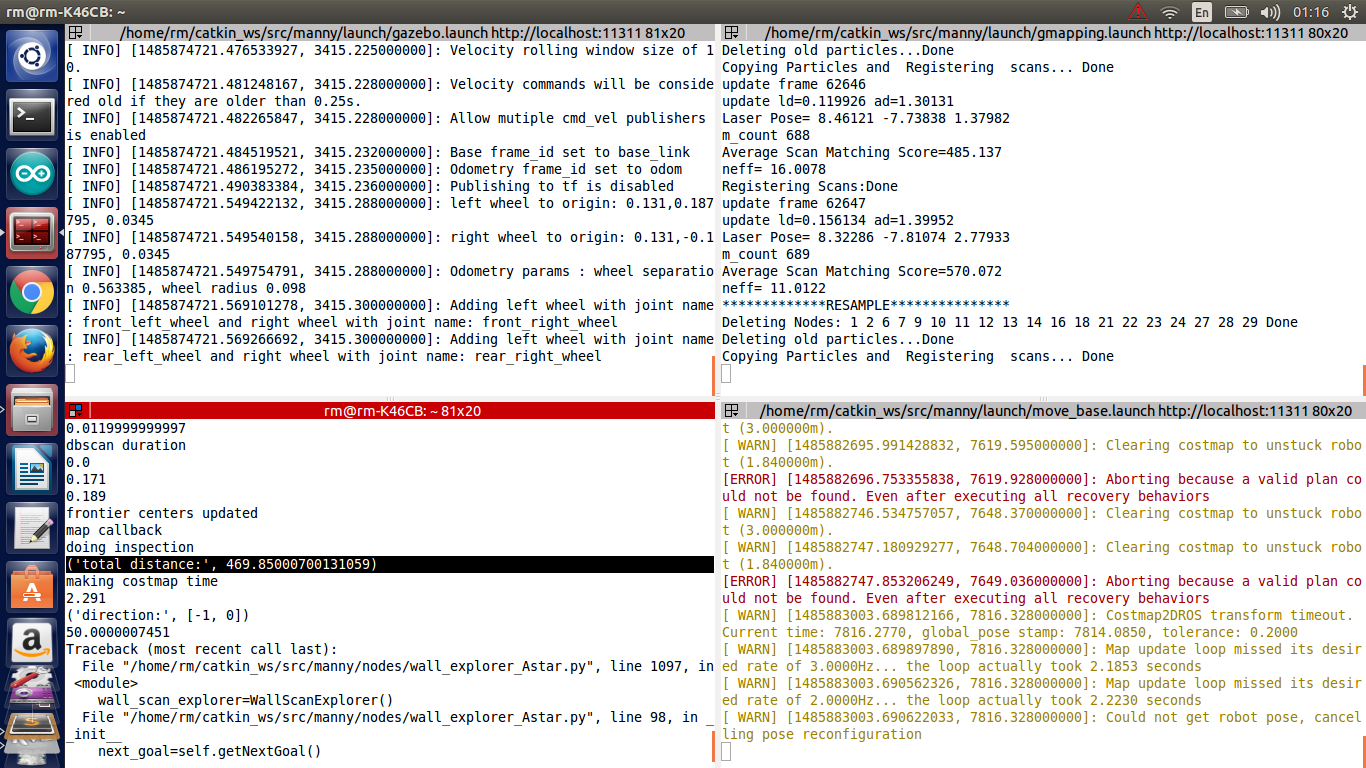 rm@rm-K46CB: ~
En
01:16
/home/rm/catkin_ws/src/manny/launch/gazebo.launch http://localhost:11311 81x20
[ INFO] [1485874721.476533927, 3415.225000000]: Velocity rolling window size of 1
0.
[ INFO] [1485874721.481248167, 3415.228000000]: Velocity commands will be conside
red old if they are older than 0.25s.
[ INFO] [1485874721.482265847, 3415.228000000]: Allow mutiple cmd_vel publishers
is enabled
[ INFO] [1485874721.484519521, 3415.232000000]: Base frame_id set to base_link
[ INFO] [1485874721.486195272, 3415.235000000]: Odometry frame_id set to odom
[ INFO] [1485874721.490383384, 3415.236000000]: Publishing to tf is disabled
[ INFO] [1485874721.549422132, 3415.288000000]: left wheel to origin: 0.131,0.187
795, 0.0345
[ INFO] [1485874721.549540158, 3415.288000000]: right wheel to origin: 0.131,-0.1
87795, 0.0345
[ INFO] [1485874721.549754791, 3415.288000000]: Odometry params : wheel separatio
n 0.563385, wheel radius 0.098
[ INFO] [1485874721.569101278, 3415.300000000]: Adding left wheel with joint name
: front_left_wheel and right wheel with joint name: front_right_wheel
[ INFO] [1485874721.569266692, 3415.300000000]: Adding left wheel with joint name
: rear_left_wheel and right wheel with joint name: rear_right_wheel
/home/rm/catkin_ws/src/manny/launch/gmapping.launch http://localhost:11311 80x20
Deleting old particles...Done
Copying Particles and  Registering  scans... Done
update frame 62646
update ld=0.119926 ad=1.30131
Laser Pose= 8.46121 -7.73838 1.37982
m_count 688
Average Scan Matching Score=485.137
neff= 16.0078
Registering Scans:Done
update frame 62647
update ld=0.156134 ad=1.39952
Laser Pose= 8.32286 -7.81074 2.77933
m_count 689
Average Scan Matching Score=570.072
neff= 11.0122
*************RESAMPLE***************
Deleting Nodes: 1 2 6 7 9 10 11 12 13 14 16 18 21 22 23 24 27 28 29 Done
Deleting old particles...Done
Copying Particles and  Registering  scans... Done
rm@rm-K46CB: ~ 81x20
0.0119999999997
dbscan duration
0.0
0.171
0.189
frontier centers updated
map callback
doing inspection
('total distance:', 469.85000700131059)
making costmap time
2.291
('direction:', [-1, 0])
50.0000007451
Traceback (most recent call last):
  File "/home/rm/catkin_ws/src/manny/nodes/wall_explorer_Astar.py", line 1097, in
 <module>
    wall_scan_explorer=WallScanExplorer()
  File "/home/rm/catkin_ws/src/manny/nodes/wall_explorer_Astar.py", line 98, in _
_init__
    next_goal=self.getNextGoal()
/home/rm/catkin_ws/src/manny/launch/move_base.launch http://localhost:11311 80x20
t (3.000000m).
[ WARN] [1485882695.991428832, 7619.595000000]: Clearing costmap to unstuck robo
t (1.840000m).
[ERROR] [1485882696.753355838, 7619.928000000]: Aborting because a valid plan co
uld not be found. Even after executing all recovery behaviors
[ WARN] [1485882746.534757057, 7648.370000000]: Clearing costmap to unstuck robo
t (3.000000m).
[ WARN] [1485882747.180929277, 7648.704000000]: Clearing costmap to unstuck robo
t (1.840000m).
[ERROR] [1485882747.853206249, 7649.036000000]: Aborting because a valid plan co
uld not be found. Even after executing all recovery behaviors
[ WARN] [1485883003.689812166, 7816.328000000]: Costmap2DROS transform timeout.
Current time: 7816.2770, global_pose stamp: 7814.0850, tolerance: 0.2000
[ WARN] [1485883003.689897890, 7816.328000000]: Map update loop missed its desir
ed rate of 3.0000Hz... the loop actually took 2.1853 seconds
[ WARN] [1485883003.690562326, 7816.328000000]: Map update loop missed its desir
ed rate of 2.0000Hz... the loop actually took 2.2230 seconds
[ WARN] [1485883003.690622033, 7816.328000000]: Could not get robot pose, cancel
ling pose reconfiguration